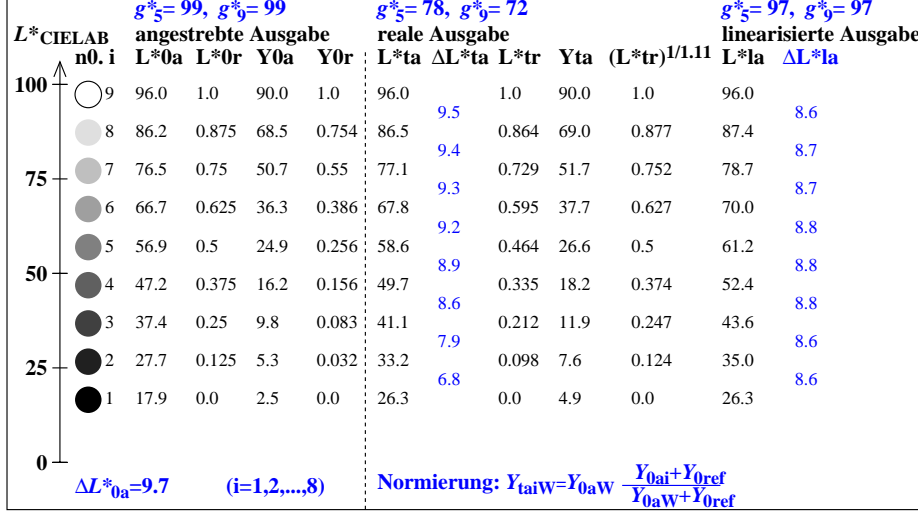 g*5= 99, g*9= 99 g*5= 78, g*9= 72 g*5= 97, g*9= 97
L*CIELAB angestrebte Ausgabe reale Ausgabe linearisierte Ausgabe
n0. i L*0a L*0r Y0a Y0r L*ta ΔL*ta L*tr Yta (L*tr)1/1.11 L*la ΔL*la
100 9 96.0 1.0 90.0 1.0 96.0 1.0 90.0 1.0 96.0
9.5 8.6
8 86.2 0.875 68.5 0.754 86.5 0.864 69.0 0.877 87.4
9.4 8.7
75 7 76.5 0.75 50.7 0.55 77.1 0.729 51.7 0.752 78.7
9.3 8.7
6 66.7 0.625 36.3 0.386 67.8 0.595 37.7 0.627 70.0
9.2 8.8
5 56.9 0.5 24.9 0.256 58.6 0.464 26.6 0.5 61.2
8.9 8.8
50 4 47.2 0.375 16.2 0.156 49.7 0.335 18.2 0.374 52.4
8.6 8.8
3 37.4 0.25 9.8 0.083 41.1 0.212 11.9 0.247 43.6
7.9 8.6
25 2 27.7 0.125 5.3 0.032 33.2 0.098 7.6 0.124 35.0
6.8 8.6
1 17.9 0.0 2.5 0.0 26.3 0.0 4.9 0.0 26.3
0
ΔL*0a=9.7 (i=1,2,...,8) Normierung: YtaiW=Y0aW Y0ai+Y0ref
Y0aW+Y0ref